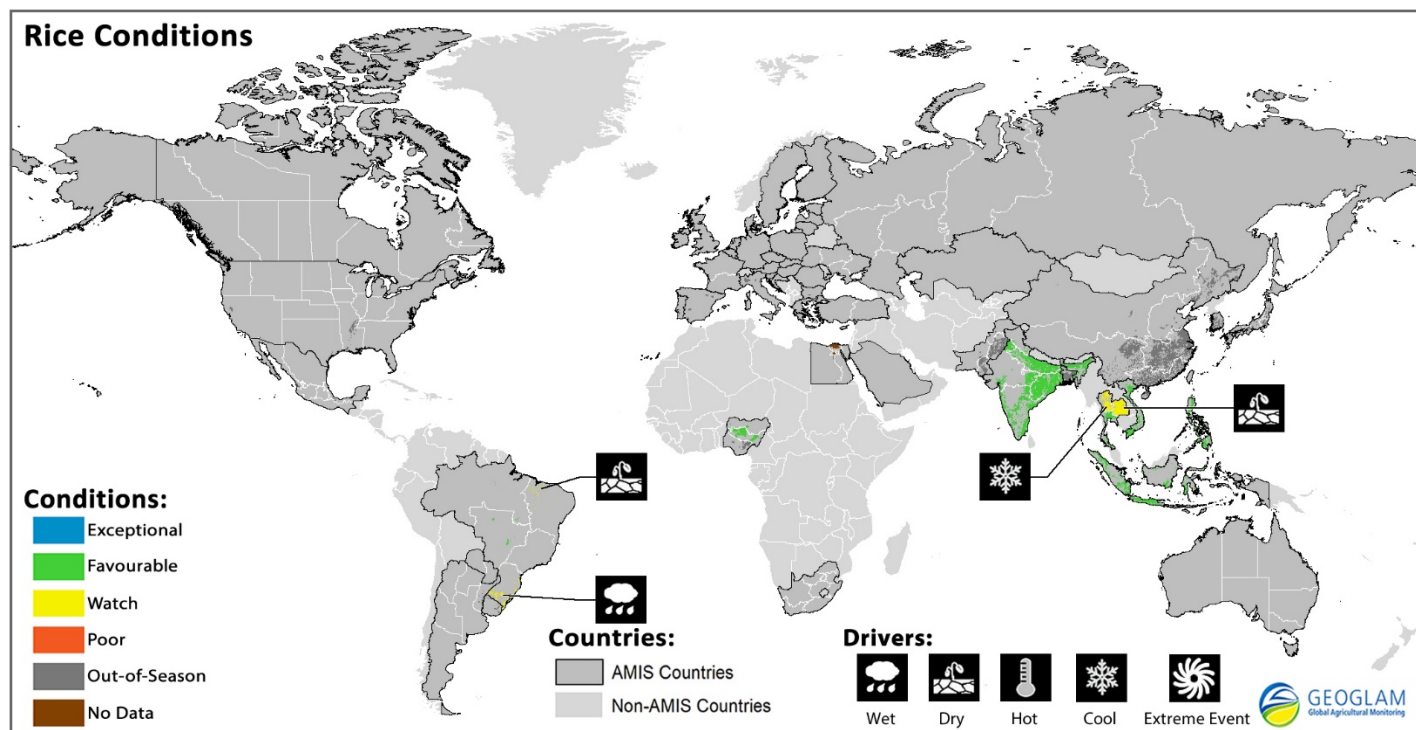 Rice Conditions
Conditions:
Exceptional
Favourable
Watch
Poor
Out-of-Season
No Data
Countries:
AMIS Countries
Non-AMIS Countries
Drivers:
Wet
Dry
Hot
Cool
Extreme Event
GEOGLAM
Global Agricultural Monitoring